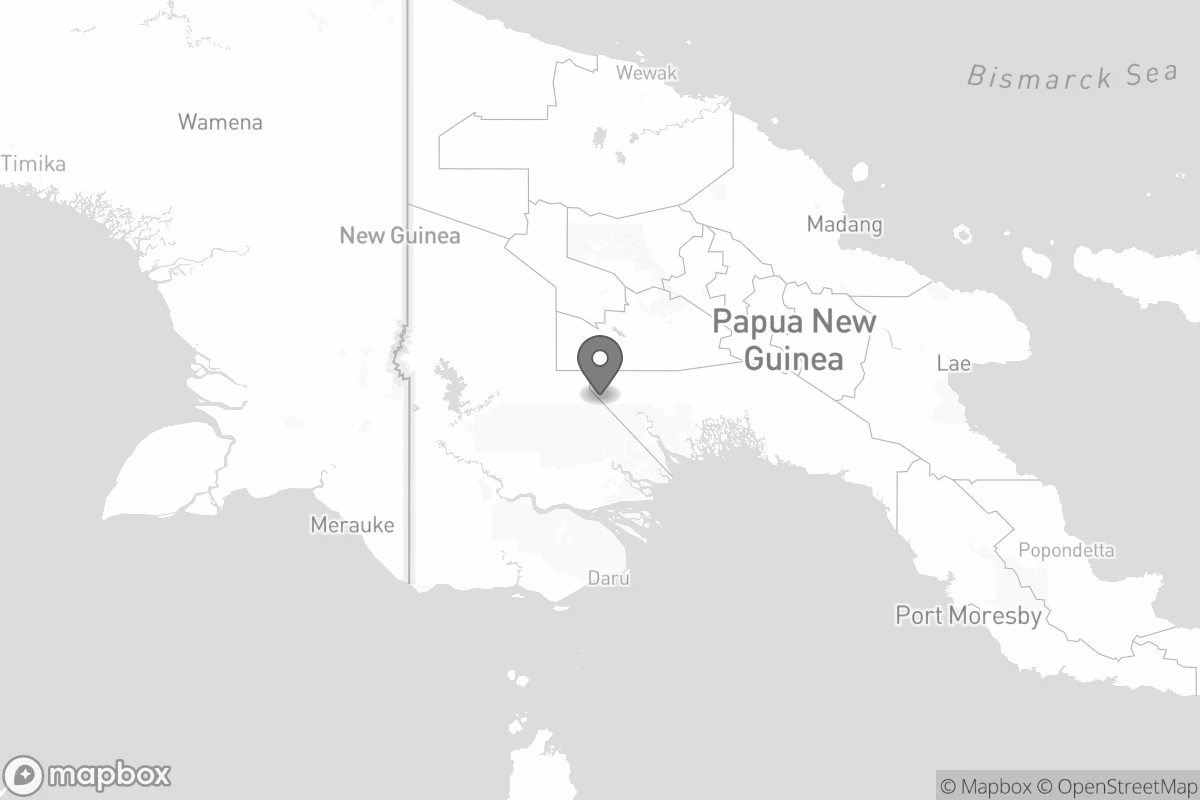 Wewak
Bismarck Sea
Wamena
Timika
Madang
New Guinea
Papua New
Guinea
Lae
Merauke
Popondetta
Daru
Port Moresby
mapbox
© Mapbox © OpenStreetMap